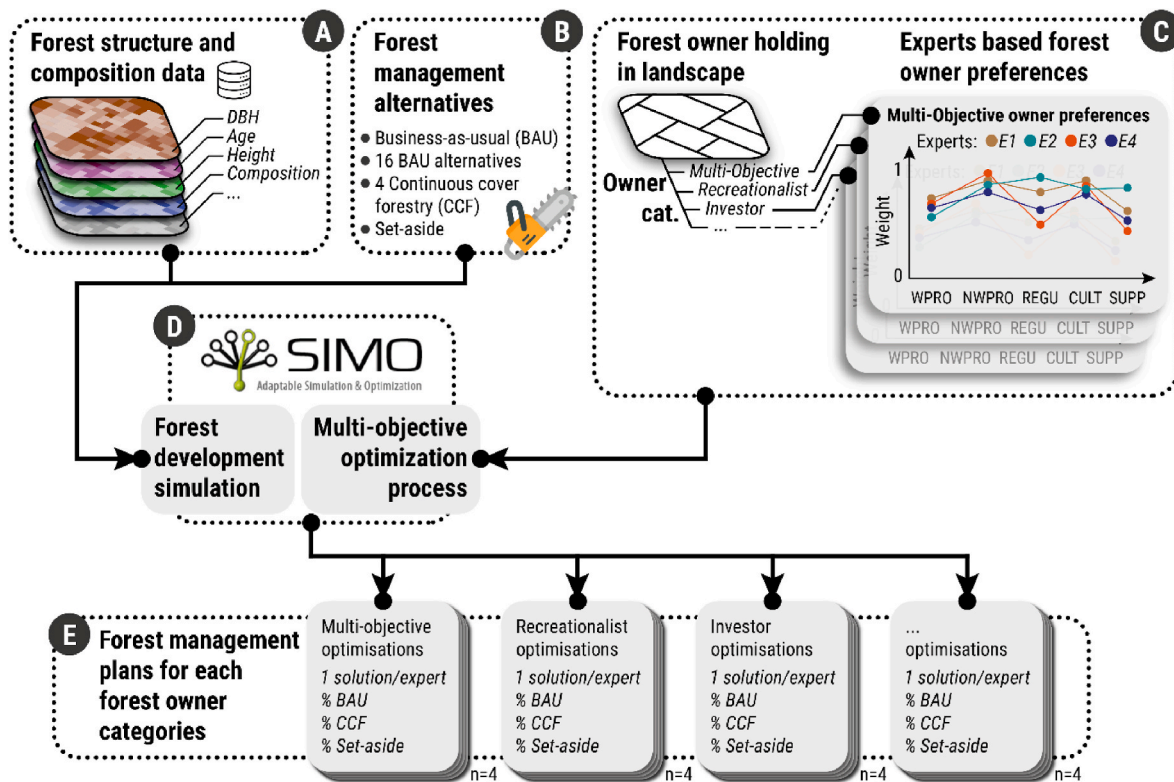 A
Forest structure and
composition data
DBH
Age
Height
Composition
...
B
Forest
management
alternatives
Business-as-usual (BAU)
16 BAU alternatives
4 Continuous cover
forestry (CCF)
Set-aside
C
Forest owner holding
in landscape
Owner
cat.
Multi-Objective
Recreationalist
Investor
...
Experts based forest
owner preferences
Multi-Objective owner preferences
Experts: E1 E2 E3 E4
1
Weight
0
WPRO NWPRO REGU CULT SUPP
WPRO NWPRO REGU CULT SUPP
WPRO NWPRO REGU CULT SUPP
D
SIMO
Adaptable Simulation & Optimization
Forest
development
simulation
Multi-objective
optimization
process
E
Forest management
plans for each
forest owner
categories
Multi-objective
optimisations
1 solution/expert
% BAU
% CCF
% Set-aside
n=4
Recreationalist
optimisations
1 solution/expert
% BAU
% CCF
% Set-aside
n=4
Investor
optimisations
1 solution/expert
% BAU
% CCF
% Set-aside
n=4
...
optimisations
1 solution/expert
% BAU
% CCF
% Set-aside
n=4